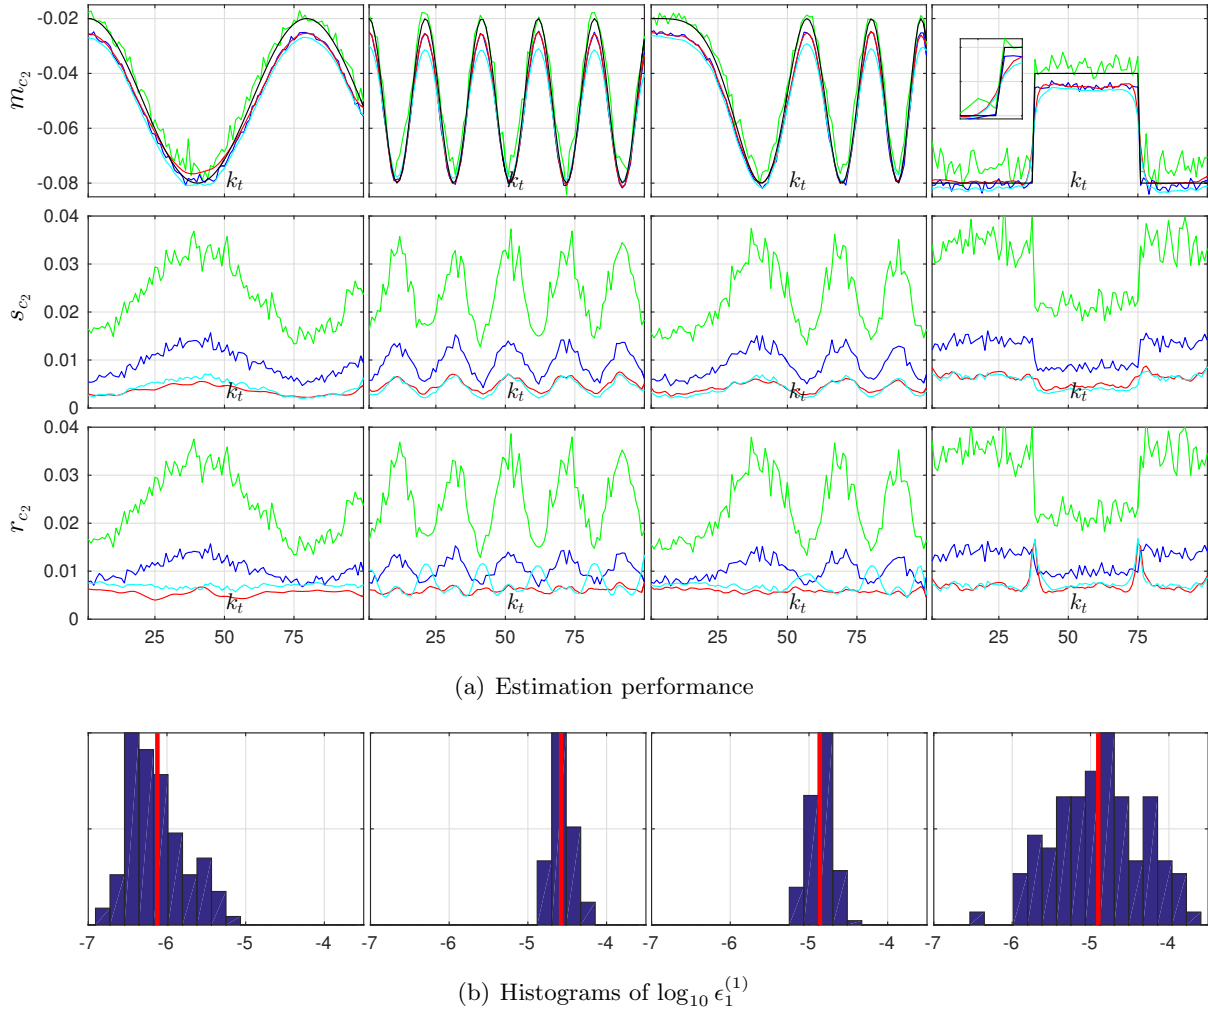 -0.02
-0.04
-0.06
-0.08
m_{c_2}
k_t k_t k_t k_t
0.04
0.03
0.02
0.01
0
s_{c_2}
k_t k_t k_t k_t
0.04
0.03
0.02
0.01
0
r_{c_2}
k_t k_t k_t k_t
25 50 75 25 50 75 25 50 75 25 50 75
(a) Estimation performance
-7 -6 -5 -4 -7 -6 -5 -4 -7 -6 -5 -4 -7 -6 -5 -4
(b) Histograms of log_{10} ϵ_1^{(1)}